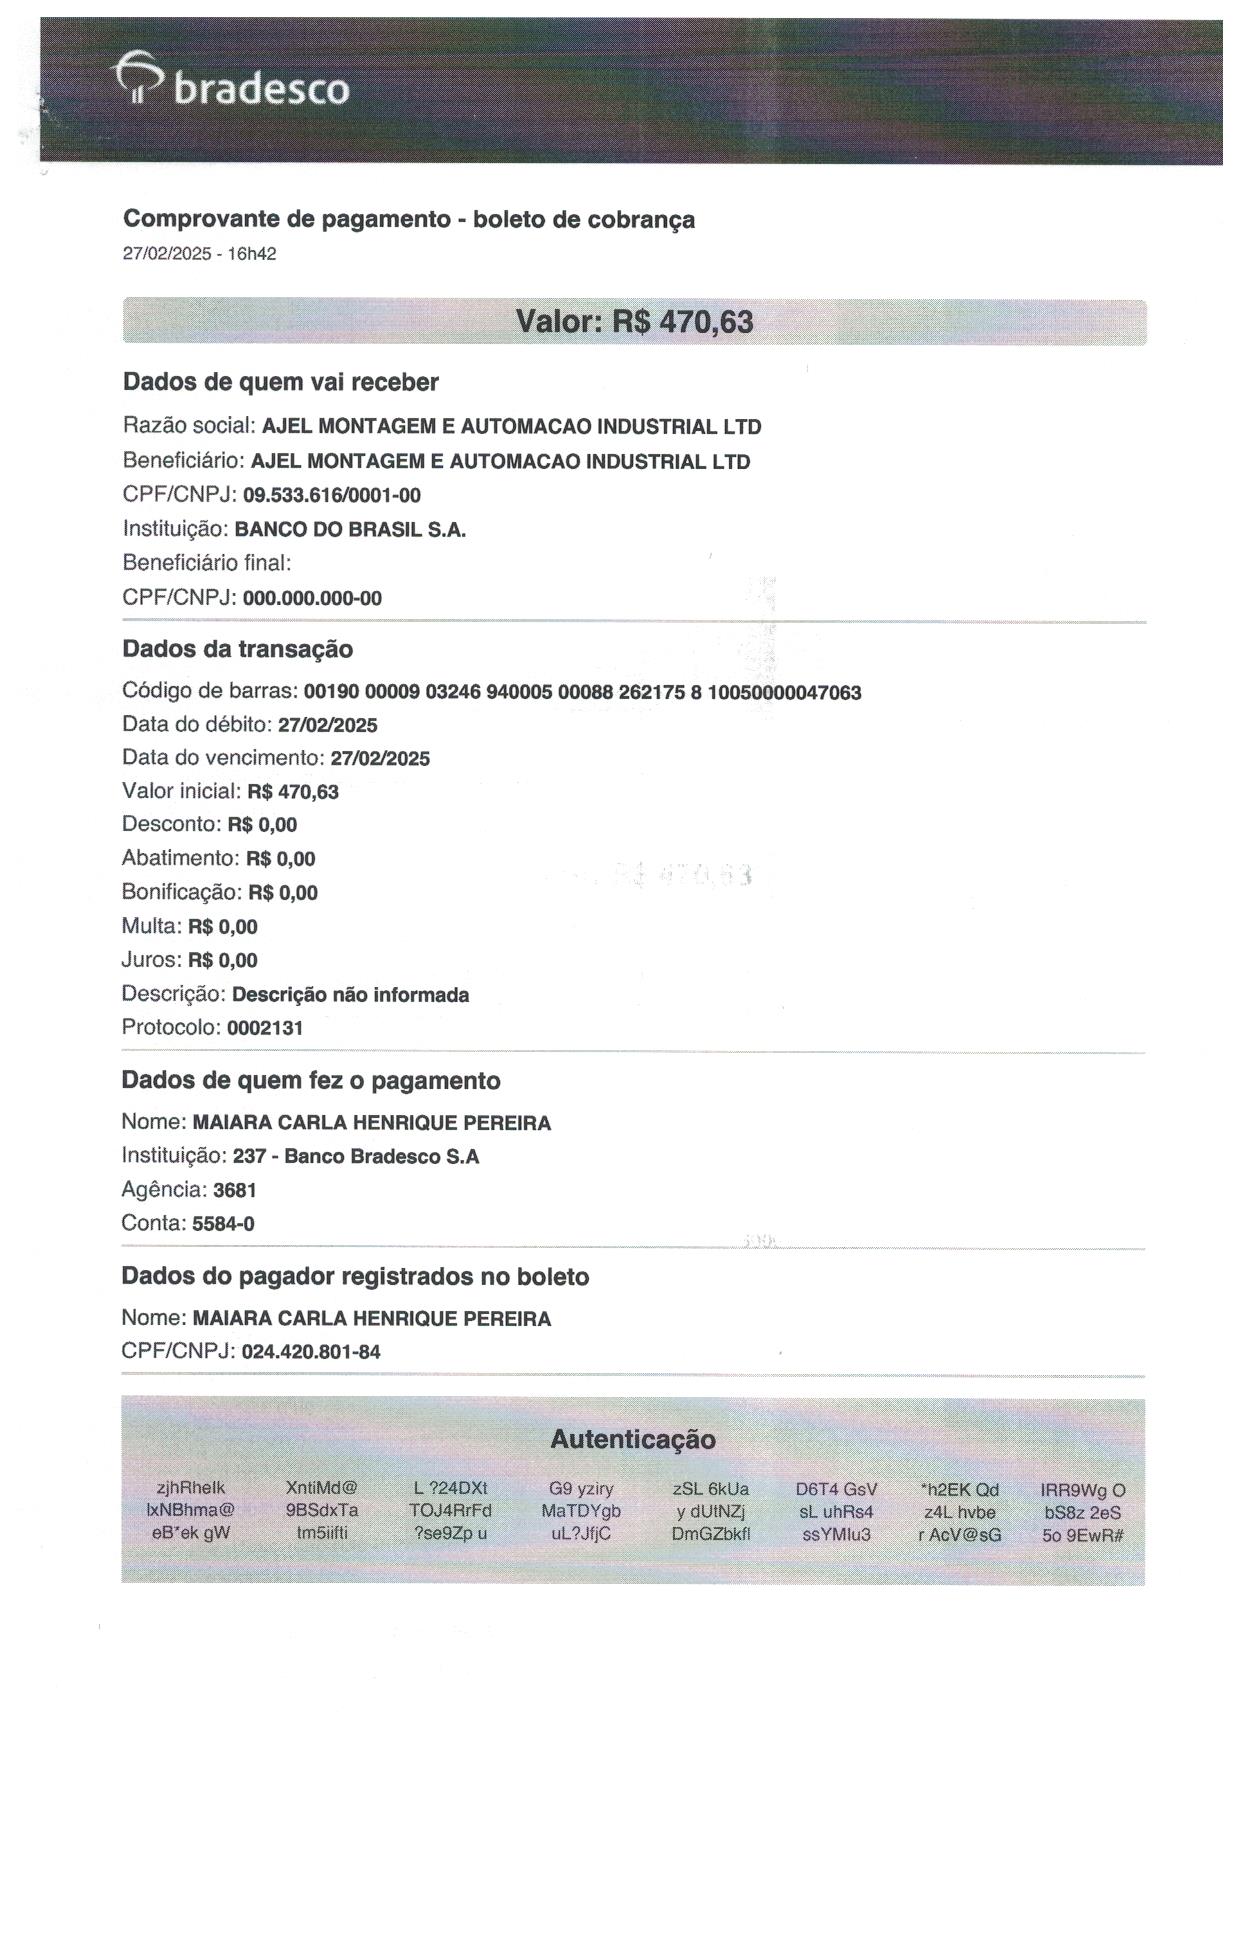 bradesco
Comprovante de pagamento - boleto de cobrança
27/02/2025 - 16h42
Valor: R$ 470,63
Dados de quem vai receber
Razão social: AJEL MONTAGEM E AUTOMACAO INDUSTRIAL LTD
Beneficiário: AJEL MONTAGEM E AUTOMACAO INDUSTRIAL LTD
CPF/CNPJ: 09.533.616/0001-00
Instituição: BANCO DO BRASIL S.A.
Beneficiário final:
CPF/CNPJ: 000.000.000-00
Dados da transação
Código de barras: 00190 00009 03246 940005 00088 262175 8 10050000047063
Data do débito: 27/02/2025
Data do vencimento: 27/02/2025
Valor inicial: R$ 470,63
Desconto: R$ 0,00
Abatimento: R$ 0,00
R$ 470,63
Bonificação: R$ 0,00
Multa: R$ 0,00
Juros: R$ 0,00
Descrição: Descrição não informada
Protocolo: 0002131
Dados de quem fez o pagamento
Nome: MAIARA CARLA HENRIQUE PEREIRA
Instituição: 237 - Banco Bradesco S.A
Agência: 3681
Conta: 5584-0
Dados do pagador registrados no boleto
Nome: MAIARA CARLA HENRIQUE PEREIRA
CPF/CNPJ: 024.420.801-84
Autenticação
zjhRhelk XntiMd@ L ?24DXt G9 yziry zSL 6kUa D6T4 GsV *h2EK Qd IRR9Wg O
lxNBhma@ 9BSdxTa TOJ4RrFd MaTDYgb y dUtNZj sL uhRs4 z4L hvbe bS8z 2eS
eB*ek gW tm5iifti ?se9Zp u uL?JfjC DmGZbkfl ssYMlu3 r AcV@sG 5o 9EwR#